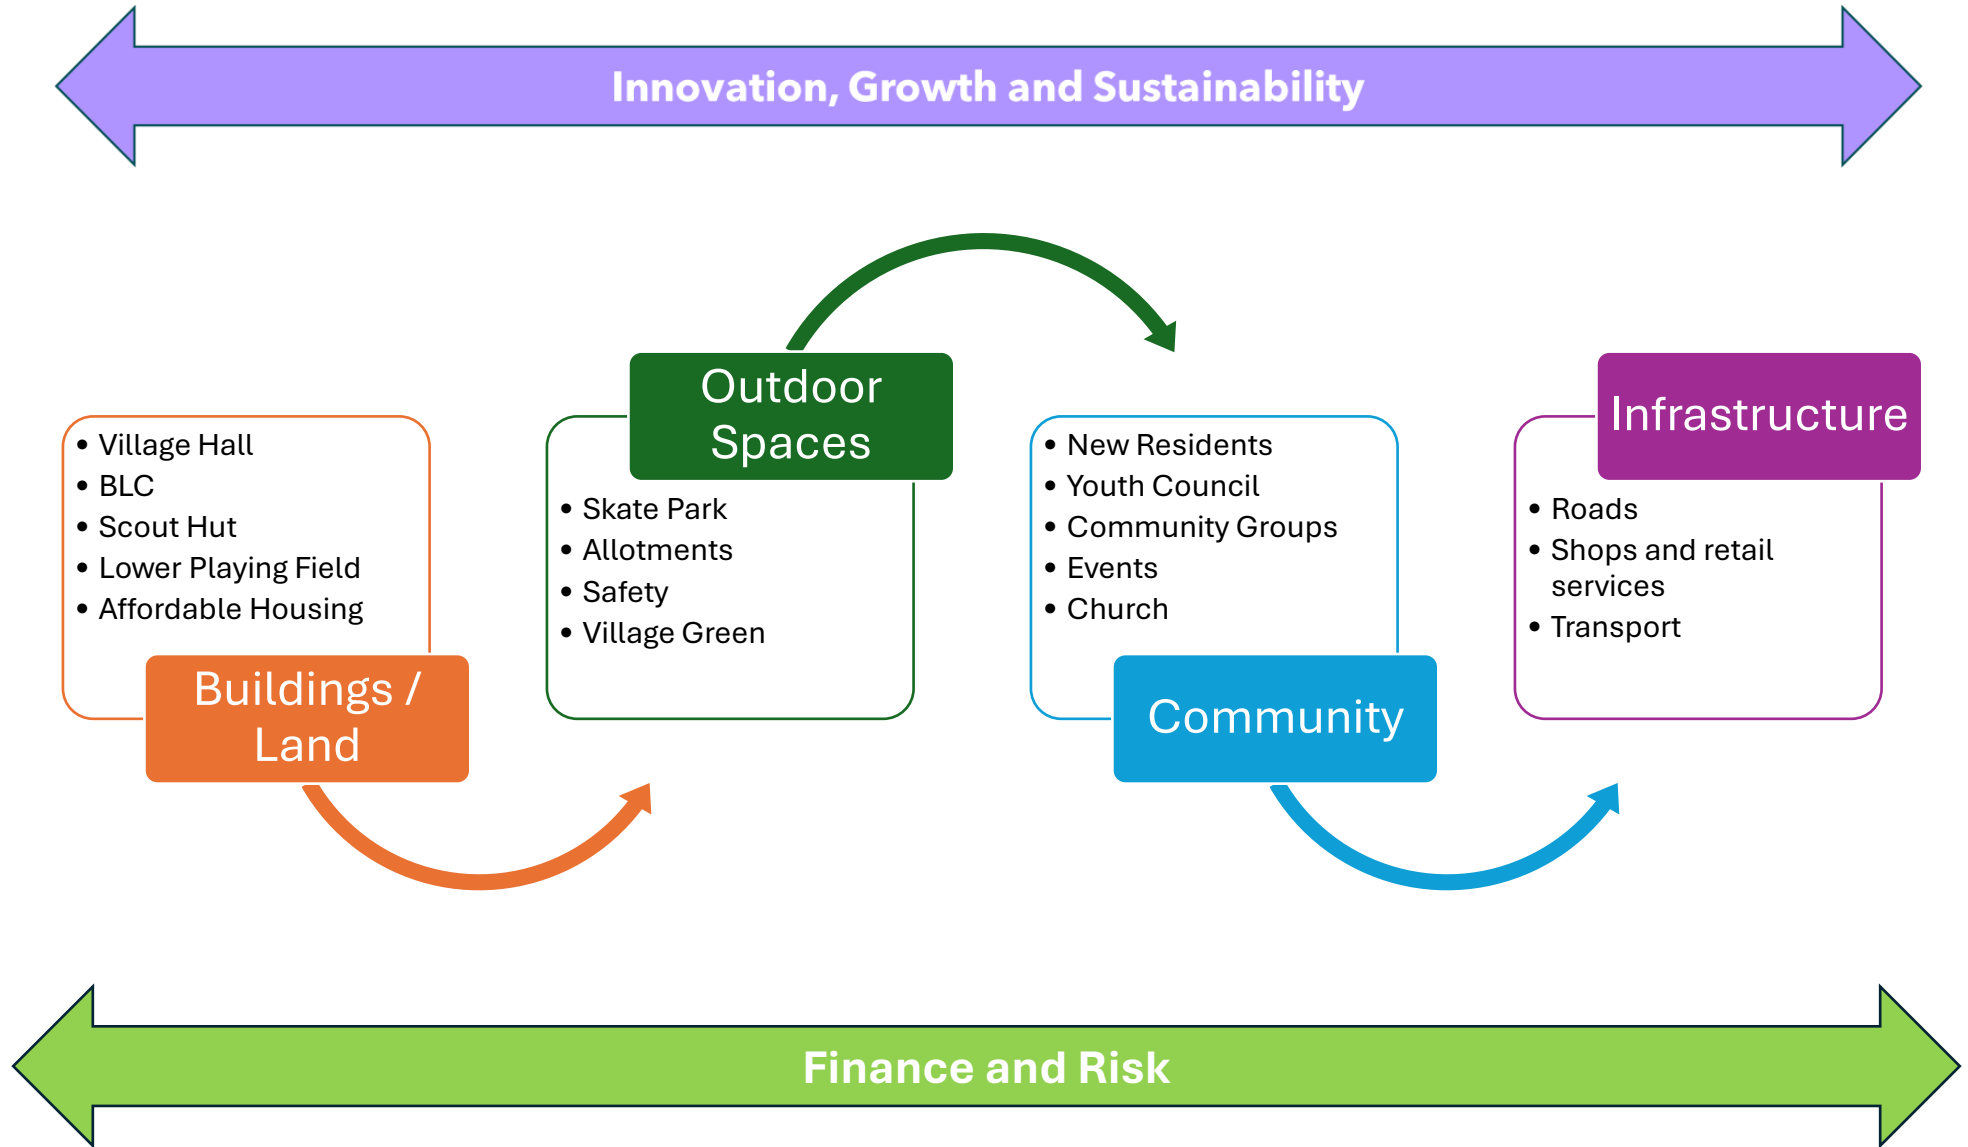 Innovation, Growth and Sustainability
• Village Hall
• BLC
• Scout Hut
• Lower Playing Field
• Affordable Housing
Buildings /
Land
Outdoor
Spaces
• Skate Park
• Allotments
• Safety
• Village Green
• New Residents
• Youth Council
• Community Groups
• Events
• Church
Community
Infrastructure
• Roads
• Shops and retail
services
• Transport
Finance and Risk